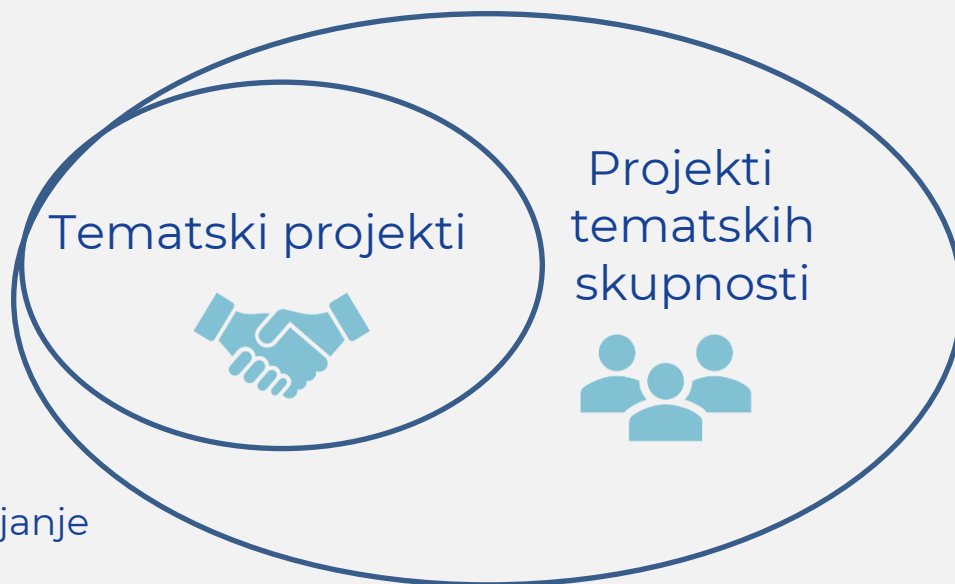 Tematski projekti
Projekti
tematskih
skupnosti
janje